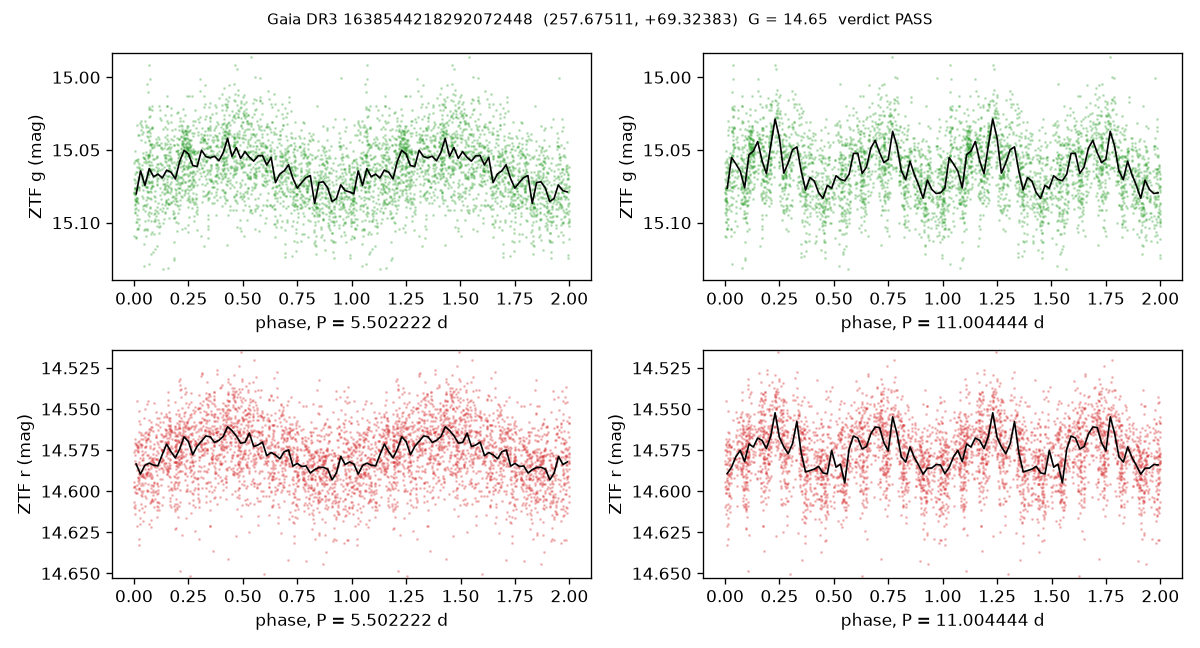 Gaia DR3 1638544218292072448  (257.67511, +69.32383)  G = 14.65  verdict PASS
ZTF g (mag)
15.00
15.05
15.10
0.00 0.25 0.50 0.75 1.00 1.25 1.50 1.75 2.00
phase, P = 5.502222 d
ZTF g (mag)
15.00
15.05
15.10
0.00 0.25 0.50 0.75 1.00 1.25 1.50 1.75 2.00
phase, P = 11.004444 d
ZTF r (mag)
14.525
14.550
14.575
14.600
14.625
14.650
0.00 0.25 0.50 0.75 1.00 1.25 1.50 1.75 2.00
phase, P = 5.502222 d
ZTF r (mag)
14.525
14.550
14.575
14.600
14.625
14.650
0.00 0.25 0.50 0.75 1.00 1.25 1.50 1.75 2.00
phase, P = 11.004444 d